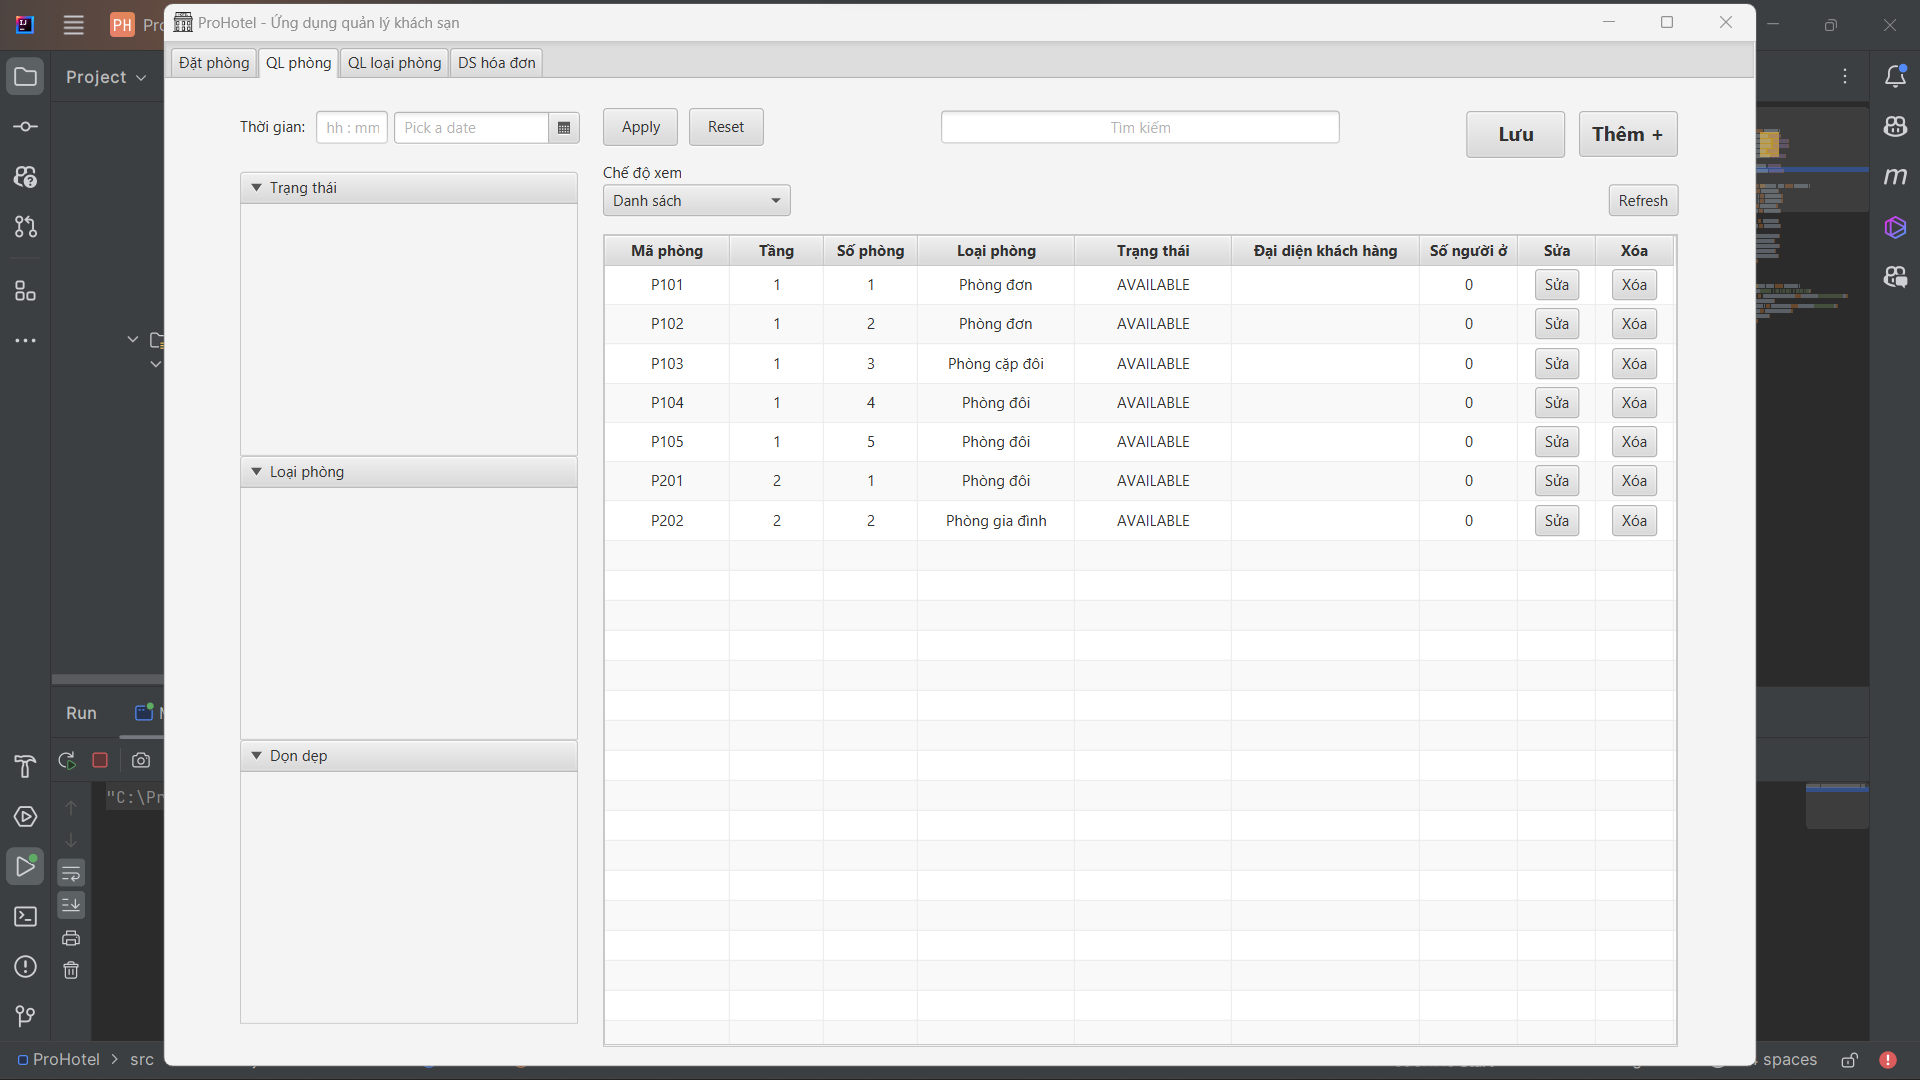 PH
ProHotel - Ứng dụng quản lý khách sạn
Project
Đặt phòng
QL phòng
QL loại phòng
DS hóa đơn
Thời gian:
hh : mm
Pick a date
Apply
Reset
Tìm kiếm
Lưu
Thêm +
Chế độ xem
Danh sách
Refresh
Trạng thái
Loại phòng
Dọn dẹp
Mã phòng Tầng Số phòng Loại phòng Trạng thái Đại diện khách hàng Số người ở Sửa Xóa
P101 1 1 Phòng đơn AVAILABLE 0 Sửa Xóa
P102 1 2 Phòng đơn AVAILABLE 0 Sửa Xóa
P103 1 3 Phòng cặp đôi AVAILABLE 0 Sửa Xóa
P104 1 4 Phòng đôi AVAILABLE 0 Sửa Xóa
P105 1 5 Phòng đôi AVAILABLE 0 Sửa Xóa
P201 2 1 Phòng đôi AVAILABLE 0 Sửa Xóa
P202 2 2 Phòng gia đình AVAILABLE 0 Sửa Xóa
Run
"C:\Pr
ProHotel > src
spaces